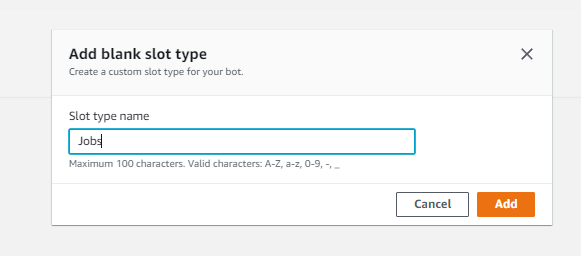 Add blank slot type
Create a custom slot type for your bot.
Slot type name
Jobs
Maximum 100 characters. Valid characters: A-Z, a-z, 0-9, -, _
Cancel
Add